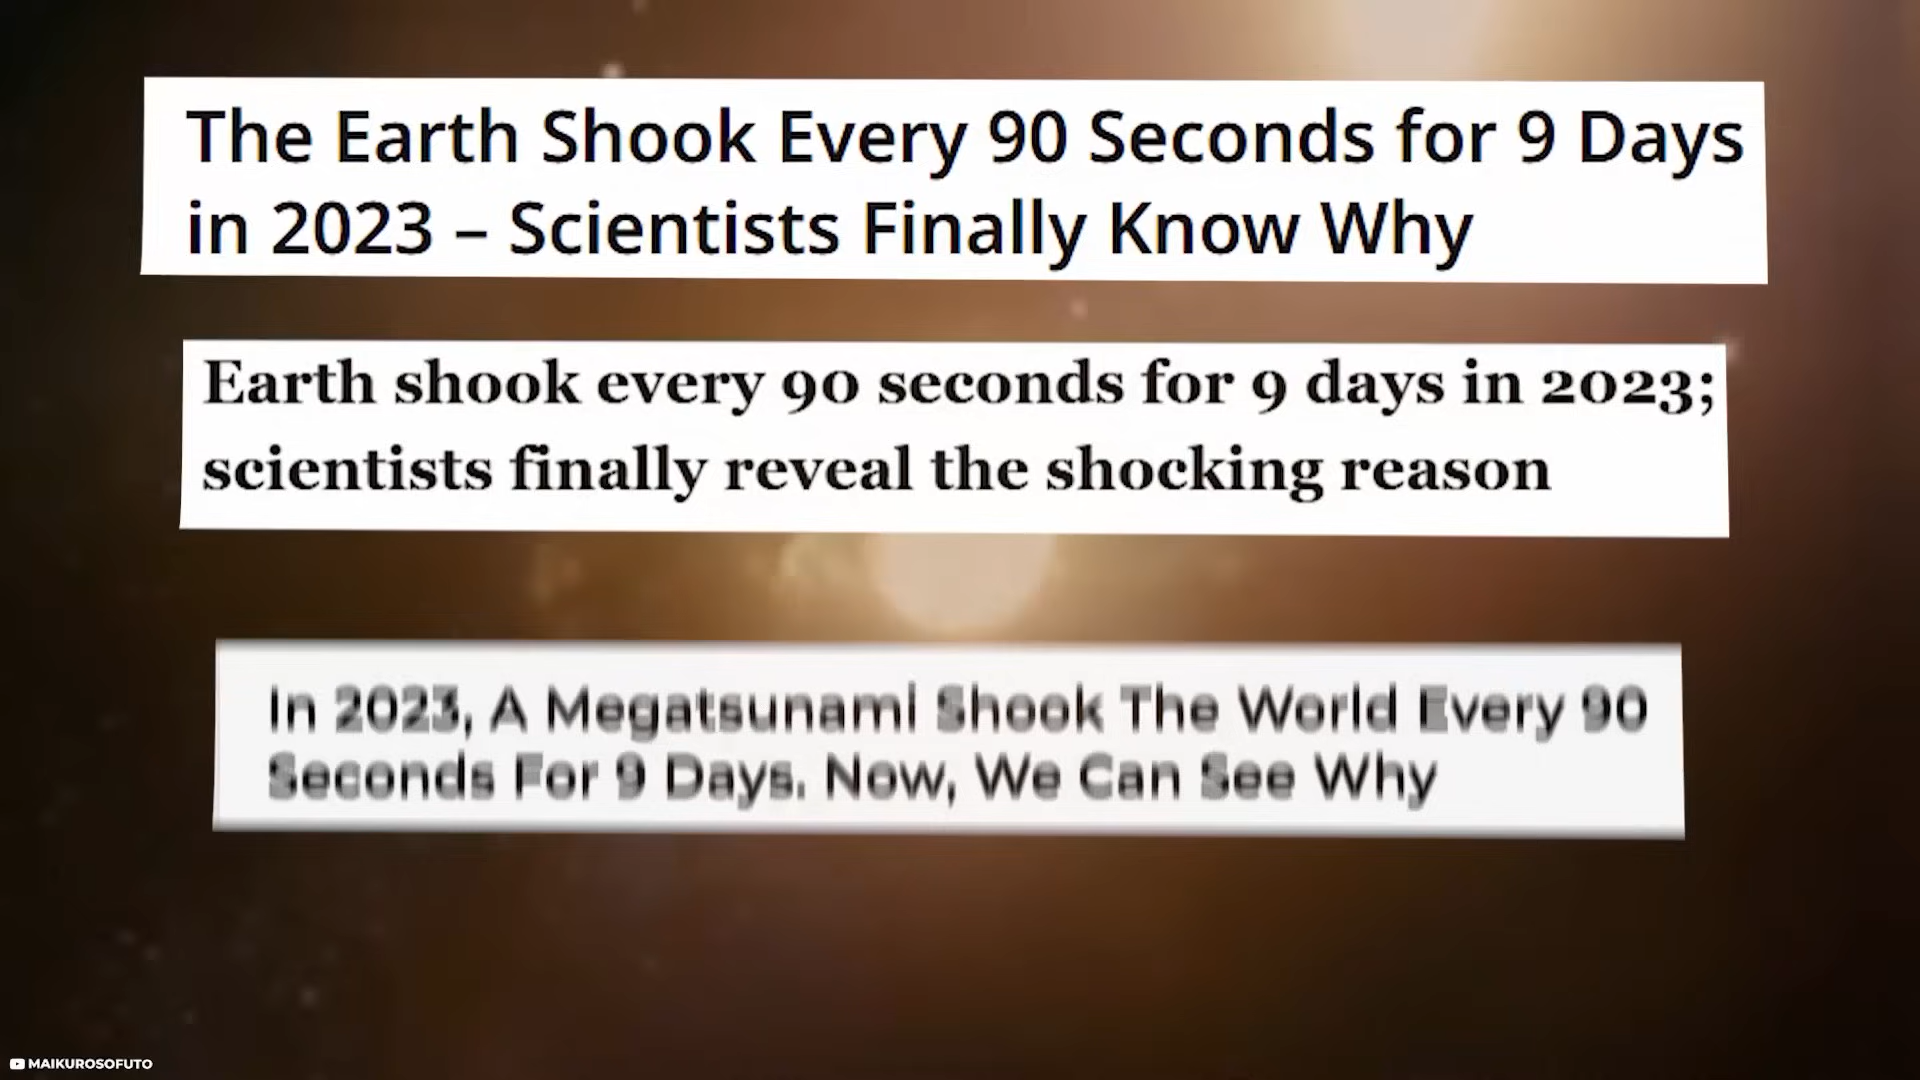 The Earth Shook Every 90 Seconds for 9 Days
in 2023 – Scientists Finally Know Why
Earth shook every 90 seconds for 9 days in 2023;
scientists finally reveal the shocking reason
In 2023, A Megatsunami Shook The World Every 90
Seconds For 9 Days. Now, We Can See Why
MAIKUROSOFUTO